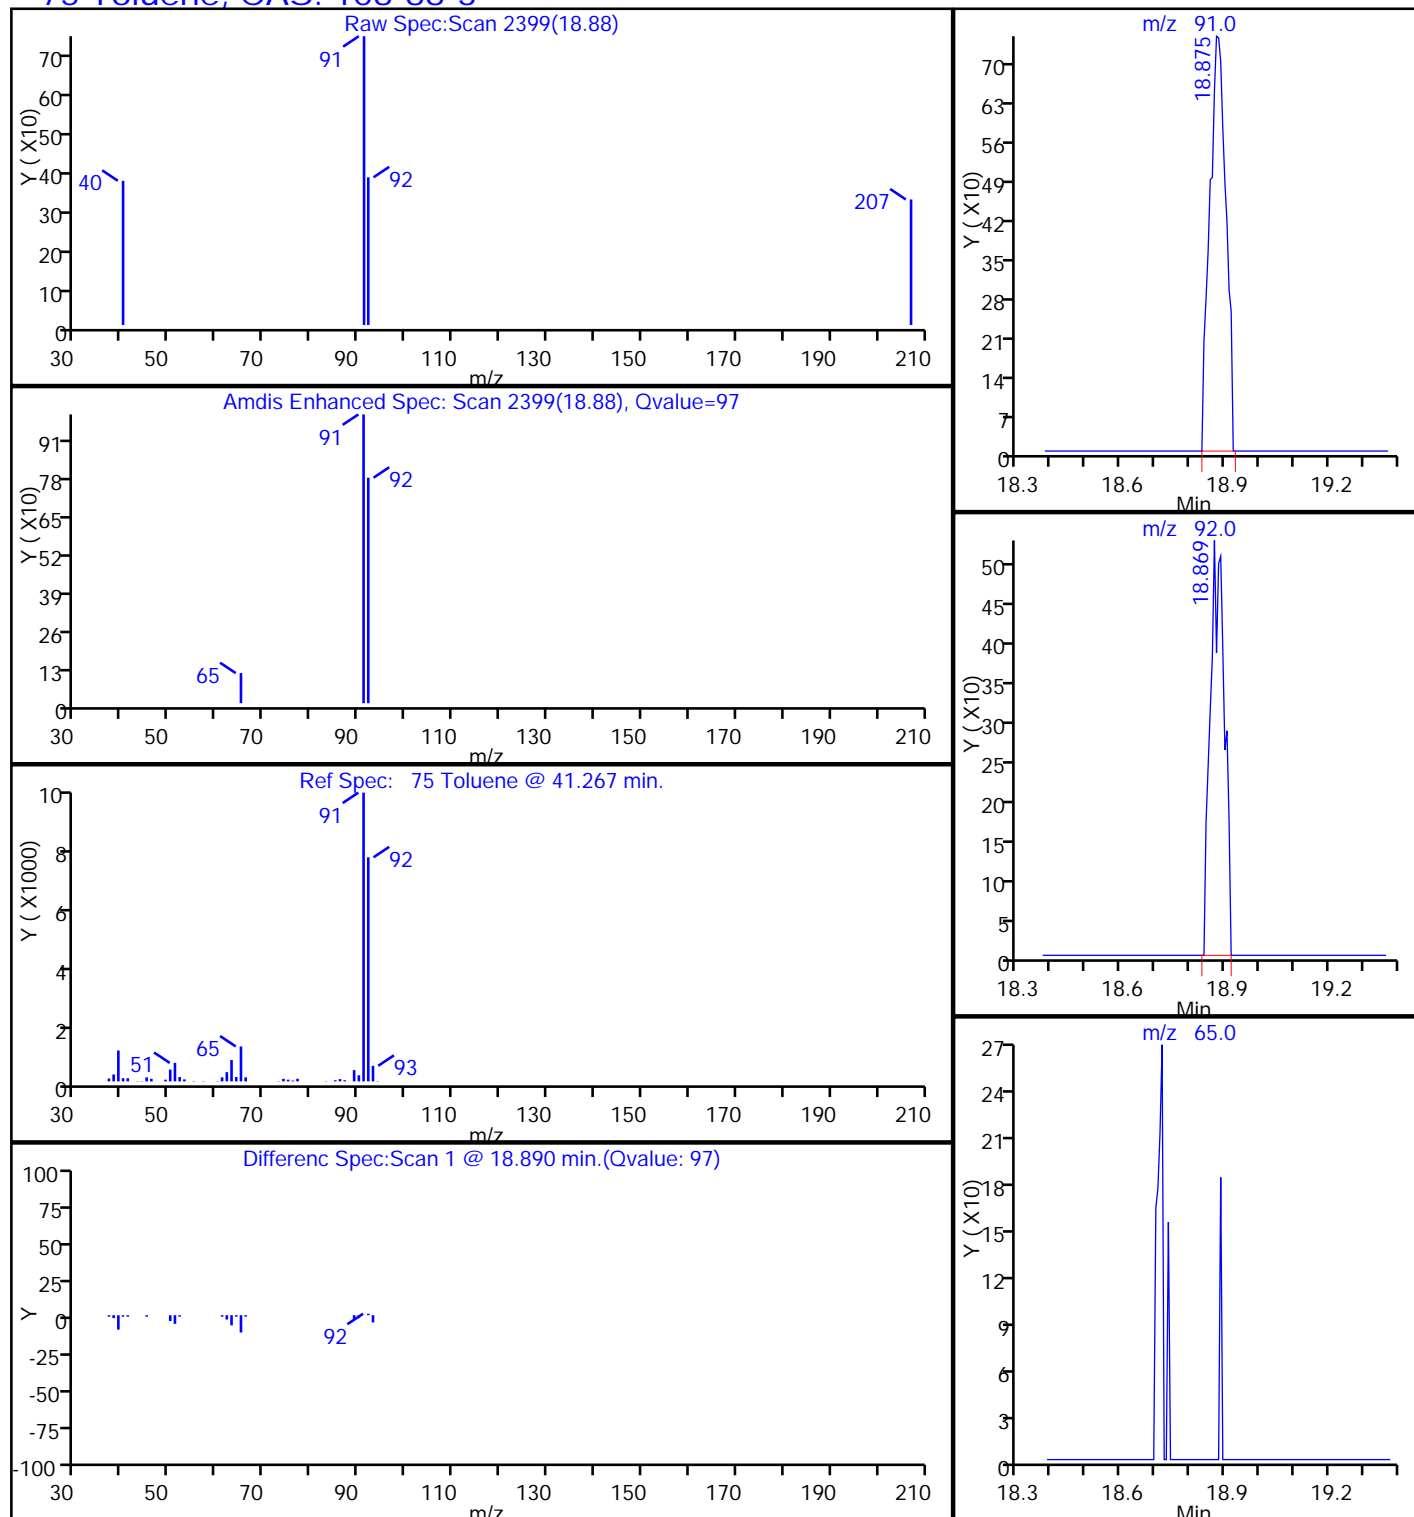 75 Toluene, CAS: 108-88-3
Raw Spec:Scan 2399(18.88)
Y ( X10)
70
60
50
40
30
20
10
0
91
40
92
207
30 50 70 90 110 130 150 170 190 210
m/z
Amdis Enhanced Spec: Scan 2399(18.88), Qvalue=97
Y ( X10)
91
78
65
52
39
26
13
0
91
92
65
30 50 70 90 110 130 150 170 190 210
m/z
Ref Spec: 75 Toluene @ 41.267 min.
Y ( X1000)
10
8
6
4
2
0
91
92
51
65
93
30 50 70 90 110 130 150 170 190 210
m/z
Differenc Spec:Scan 1 @ 18.890 min.(Qvalue: 97)
Y
100
75
50
25
0
-25
-50
-75
-100
92
30 50 70 90 110 130 150 170 190 210
m/z
m/z 91.0
Y ( X10)
70
63
56
49
42
35
28
21
14
7
0
18.875
18.3 18.6 18.9 19.2
Min
m/z 92.0
Y ( X10)
50
45
40
35
30
25
20
15
10
5
0
18.869
18.3 18.6 18.9 19.2
Min
m/z 65.0
Y ( X10)
27
24
21
18
15
12
9
6
3
0
18.3 18.6 18.9 19.2
Min